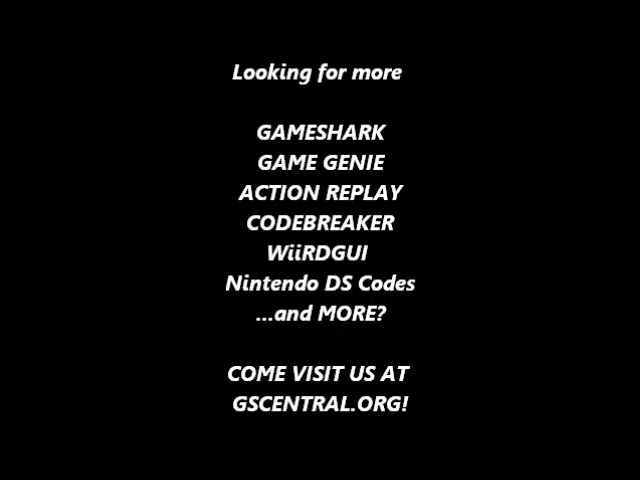 Looking for more
GAMESHARK
GAME GENIE
ACTION REPLAY
CODEBREAKER
WiiRDGUI
Nintendo DS Codes
...and MORE?
COME VISIT US AT
GSCENTRAL.ORG!